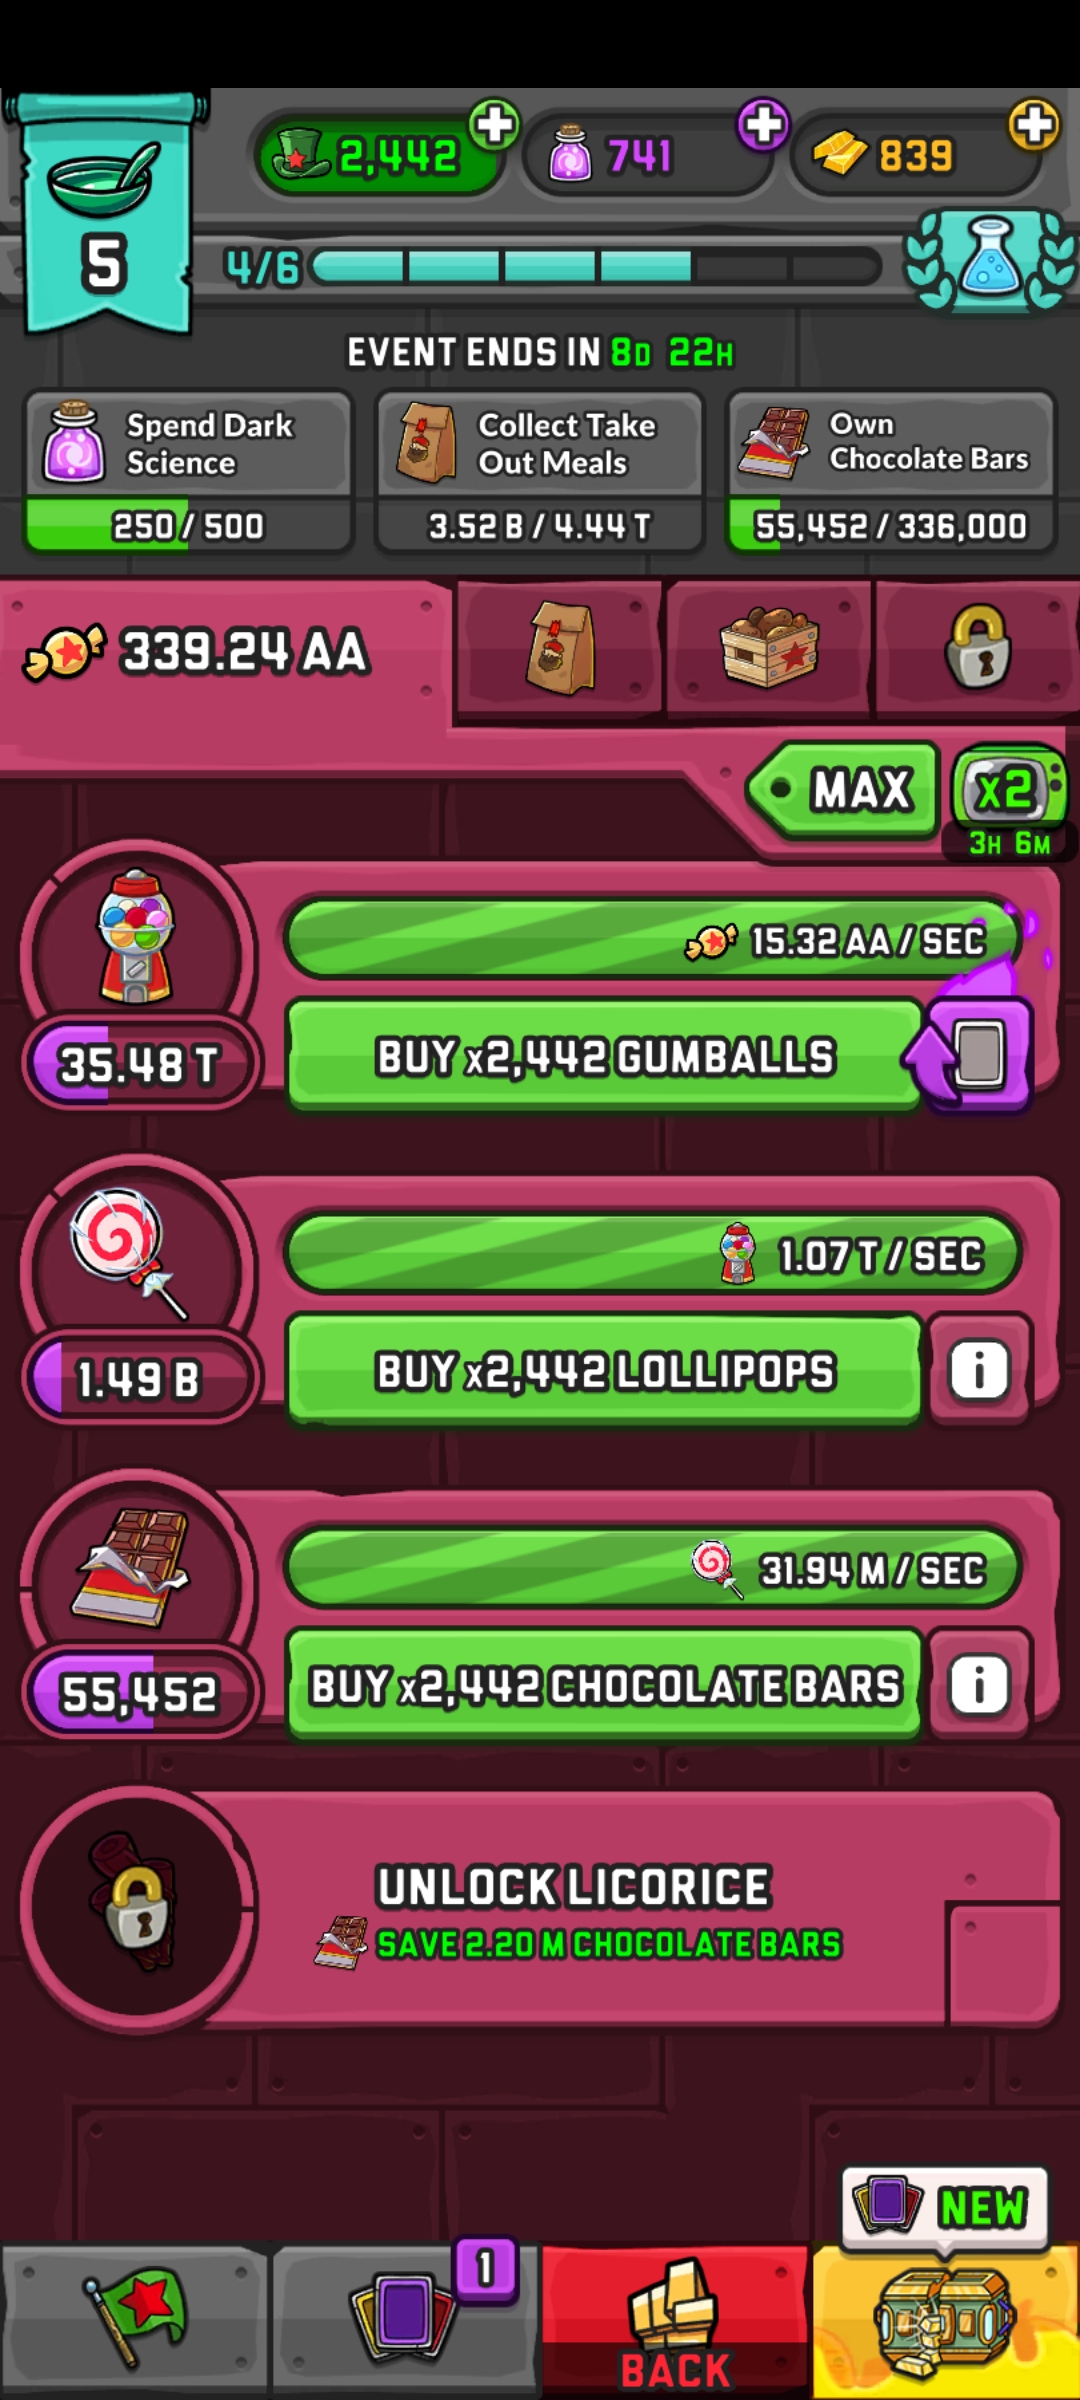 2,442
741
839
5
4/6
EVENT ENDS IN 8D 22H
Spend Dark
Science
250 / 500
Collect Take
Out Meals
3.52 B / 4.44 T
Own
Chocolate Bars
55,452 / 336,000
339.24 AA
MAX
x2
3H 6M
15.32 AA / SEC
35.48 T
BUY x2,442 GUMBALLS
1.07 T / SEC
1.49 B
BUY x2,442 LOLLIPOPS
i
31.94 M / SEC
55,452
BUY x2,442 CHOCOLATE BARS
i
UNLOCK LICORICE
SAVE 2.20 M CHOCOLATE BARS
NEW
1
BACK